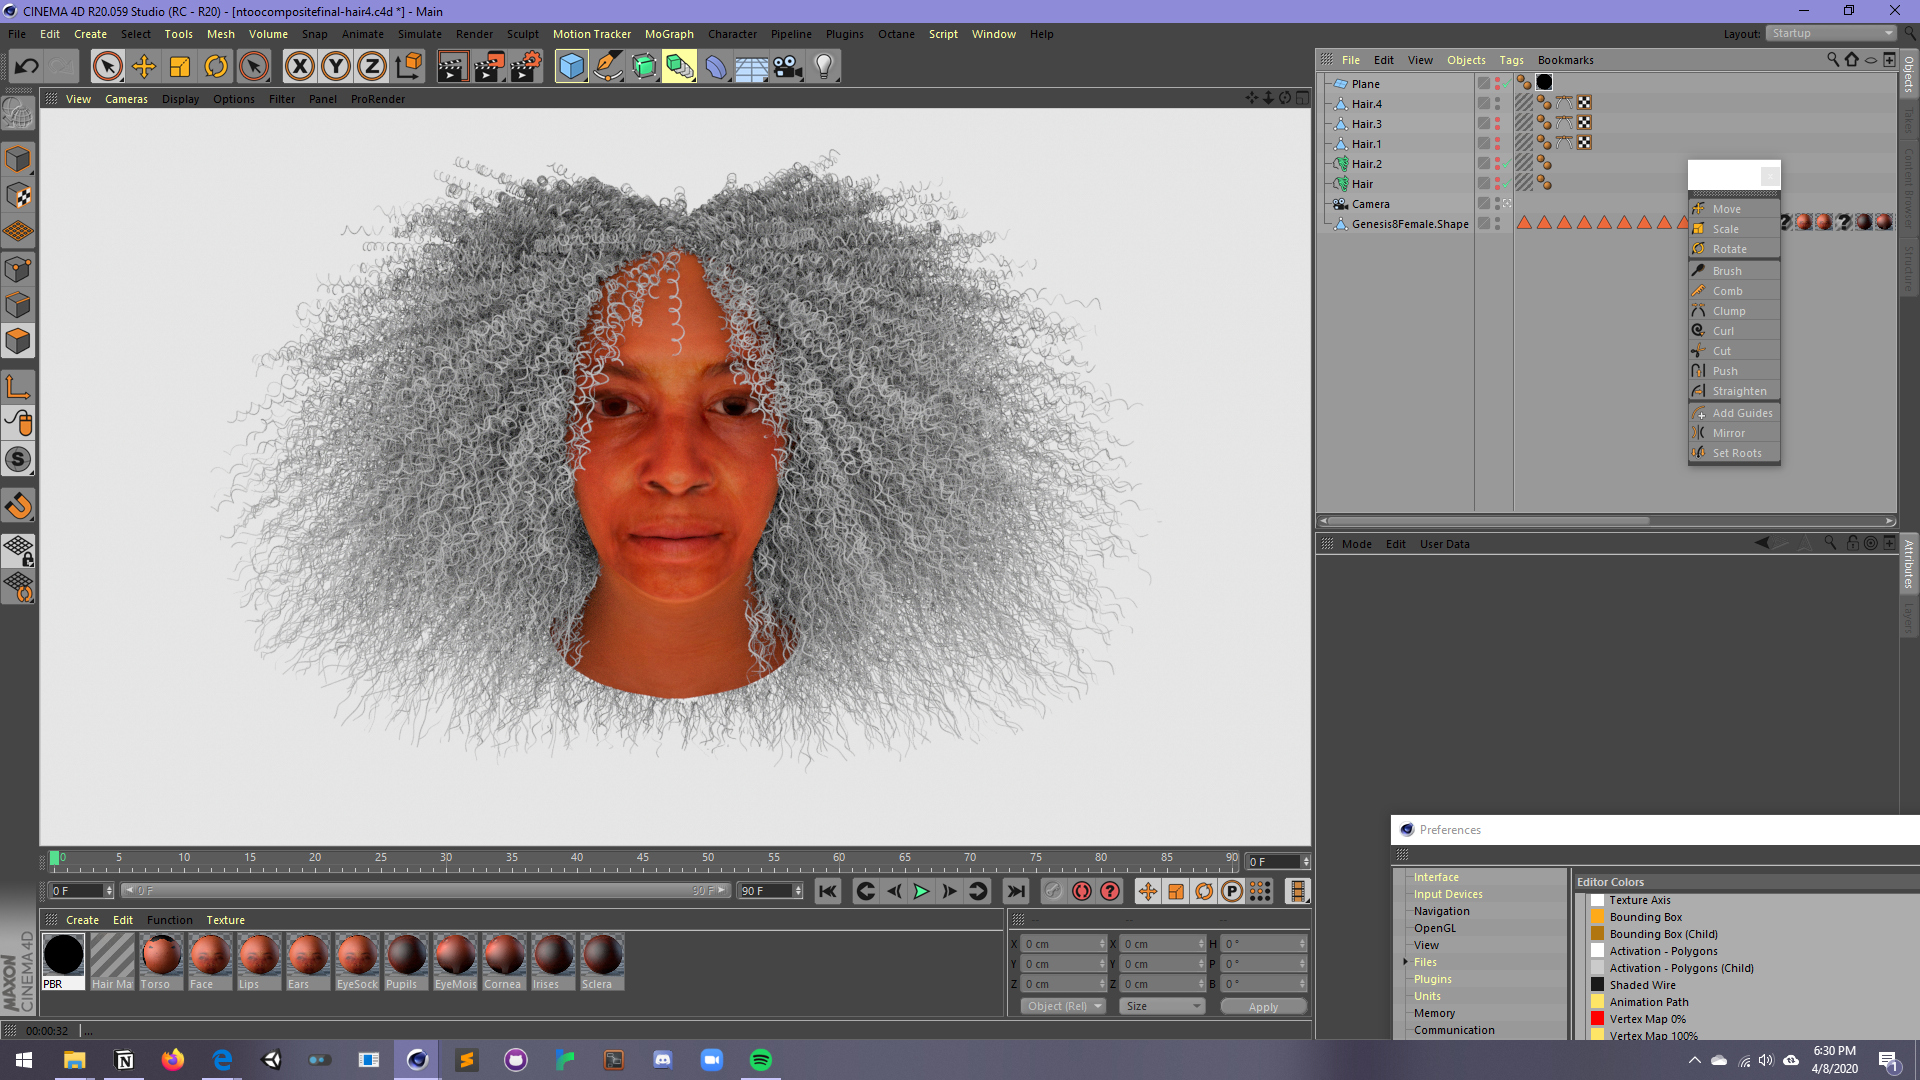 CINEMA 4D R20.059 Studio (RC - R20) - [ntoocompositefinal-hair4.c4d *] - Main
File Edit Create Select Tools Mesh Volume Snap Animate Simulate Render Sculpt Motion Tracker MoGraph Character Pipeline Plugins Octane Script Window Help
Layout: Startup
File Edit View Objects Tags Bookmarks
View Cameras Display Options Filter Panel ProRender
Plane
Hair.4
Hair.3
Hair.1
Hair.2
Hair
Camera
Genesis8Female.Shape
Objects
Takes
Content Browser
Structure
Move
Scale
Rotate
Brush
Comb
Clump
Curl
Cut
Push
Straighten
Add Guides
Mirror
Set Roots
Mode Edit User Data
Attributes
Layers
0 5 10 15 20 25 30 35 40 45 50 55 60 65 70 75 80 85 90
0 F
0 F 0 F 90 F 90 F
Create Edit Function Texture
PBR Hair Ma Torso Face Lips Ears EyeSock Pupils EyeMois Cornea Irises Sclera
-- -- --
X 0 cm X 0 cm H 0 °
Y 0 cm Y 0 cm P 0 °
Z 0 cm Z 0 cm B 0 °
Object (Rel) Size Apply
MAXON
CINEMA 4D
00:00:32 ...
Preferences
Interface
Input Devices
Navigation
OpenGL
View
Files
Plugins
Units
Memory
Communication
Editor Colors
Texture Axis
Bounding Box
Bounding Box (Child)
Activation - Polygons
Activation - Polygons (Child)
Shaded Wire
Animation Path
Vertex Map 0%
Vertex Map 100%
6:30 PM
4/8/2020
1